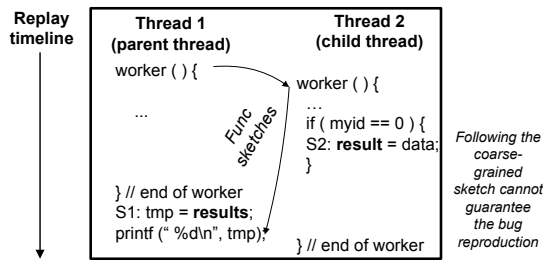 Replay
timeline
Thread 1
(parent thread)
worker ( ) {
...
} // end of worker
S1: tmp = results;
printf (“ %d\n”, tmp);
Func
sketches
Thread 2
(child thread)
worker ( ) {
...
if ( myid == 0 ) {
S2: result = data;
}
} // end of worker
Following the
coarse-
grained
sketch cannot
guarantee
the bug
reproduction